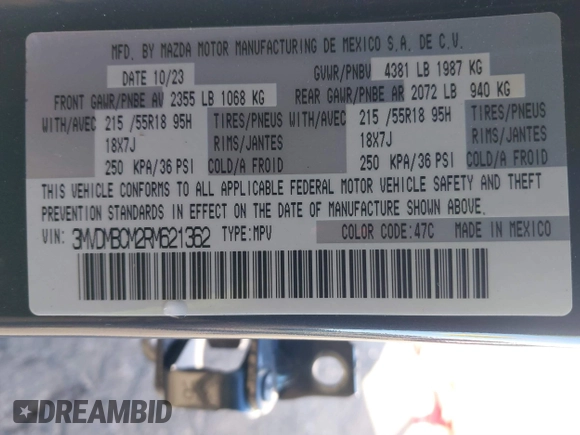 MFD. BY MAZDA MOTOR MANUFACTURING DE MEXICO S.A. DE C.V.
DATE 10/23 GVWR/PNBV 4381 LB 1987 KG
FRONT GAWR/PNBE AV 2355 LB 1068 KG REAR GAWR/PNBE AR 2072 LB 940 KG
WITH/AVEC 215 /55R18 95H TIRES/PNEUS WITH/AVEC 215 /55R18 95H TIRES/PNEUS
18X7J RIMS/JANTES 18X7J RIMS/JANTES
250 KPA/36 PSI COLD/A FROID 250 KPA/36 PSI COLD/A FROID
THIS VEHICLE CONFORMS TO ALL APPLICABLE FEDERAL MOTOR VEHICLE SAFETY AND THEFT
PREVENTION STANDARDS IN EFFECT ON THE DATE OF MANUFACTURE SHOWN ABOVE.
VIN: 3MVDMBCM2RM621362 TYPE:MPV COLOR CODE:47C MADE IN MEXICO
DREAMBID